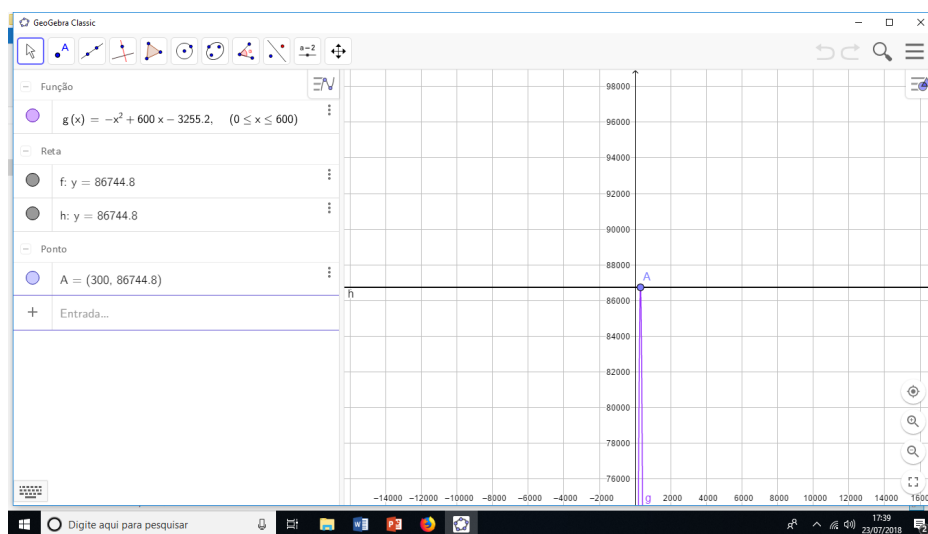 GeoGebra Classic
A
a=2
Função
g (x) = −x² + 600 x − 3255.2, (0 ≤ x ≤ 600)
Reta
f: y = 86744.8
h: y = 86744.8
Ponto
A = (300, 86744.8)
Entrada...
98000
96000
94000
92000
90000
88000
A
h
86000
84000
82000
80000
78000
76000
−14000 −12000 −10000 −8000 −6000 −4000 −2000 g 2000 4000 6000 8000 10000 12000 14000 1600
Digite aqui para pesquisar
17:39
23/07/2018
2